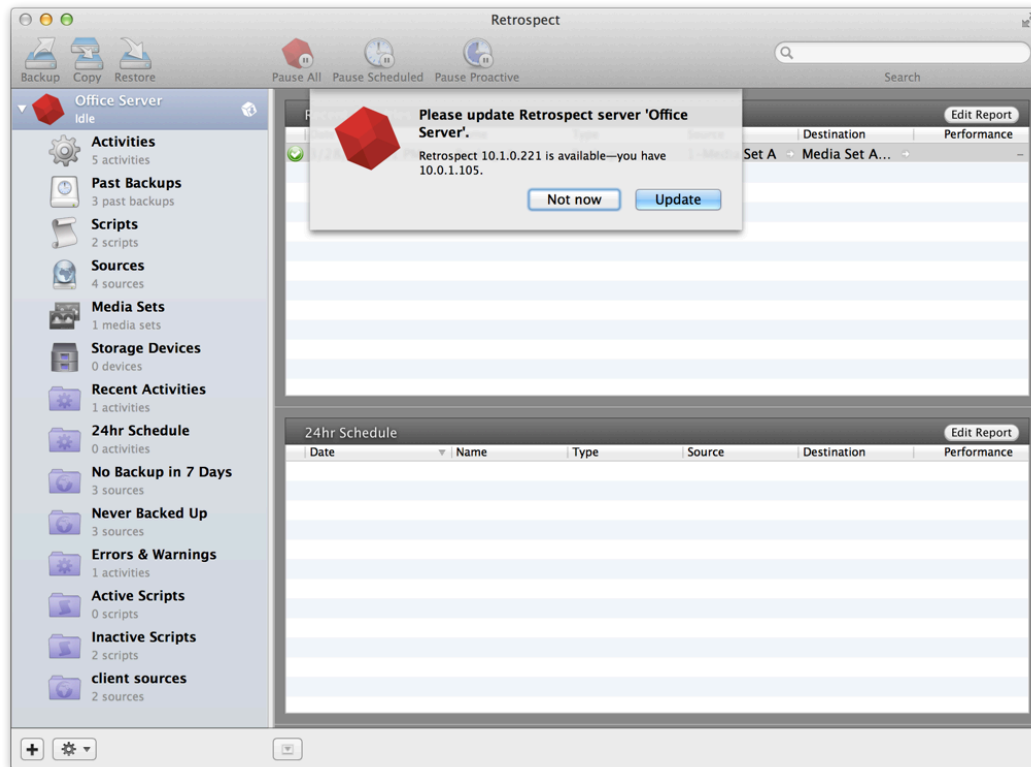 Retrospect
Backup Copy Restore
Pause All Pause Scheduled Pause Proactive
Search
Office Server
Idle
Activities
5 activities
Past Backups
3 past backups
Scripts
2 scripts
Sources
4 sources
Media Sets
1 media sets
Storage Devices
0 devices
Recent Activities
1 activities
24hr Schedule
0 activities
No Backup in 7 Days
3 sources
Never Backed Up
3 sources
Errors & Warnings
1 activities
Active Scripts
0 scripts
Inactive Scripts
2 scripts
client sources
2 sources
Please update Retrospect server 'Office
Server'.
Retrospect 10.1.0.221 is available—you have
10.0.1.105.
Not now Update
Edit Report
Destination Performance
Set A Media Set A... –
24hr Schedule Edit Report
Date Name Type Source Destination Performance